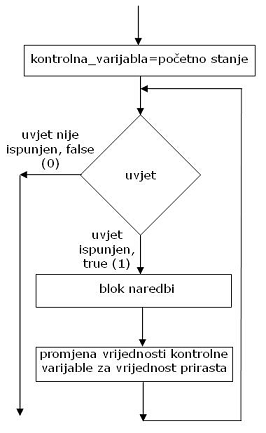 kontrolna_varijabla=početno stanje
uvjet nije
ispunjen, false
(0)
uvjet
uvjet
ispunjen,
true (1)
blok naredbi
promjena vrijednosti kontrolne
varijable za vrijednost prirasta